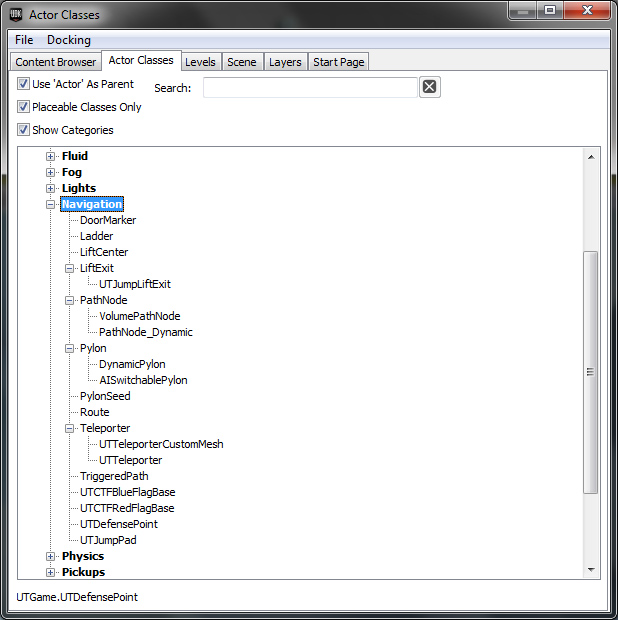 UDK Actor Classes
File Docking
Content Browser Actor Classes Levels Scene Layers Start Page
Use 'Actor' As Parent Search:
Placeable Classes Only
Show Categories
Fluid
Fog
Lights
Navigation
DoorMarker
Ladder
LiftCenter
LiftExit
UTJumpLiftExit
PathNode
VolumePathNode
PathNode_Dynamic
Pylon
DynamicPylon
AISwitchablePylon
PylonSeed
Route
Teleporter
UTTeleporterCustomMesh
UTTeleporter
TriggeredPath
UTCTFBlueFlagBase
UTCTFRedFlagBase
UTDefensePoint
UTJumpPad
Physics
Pickups
UTGame.UTDefensePoint